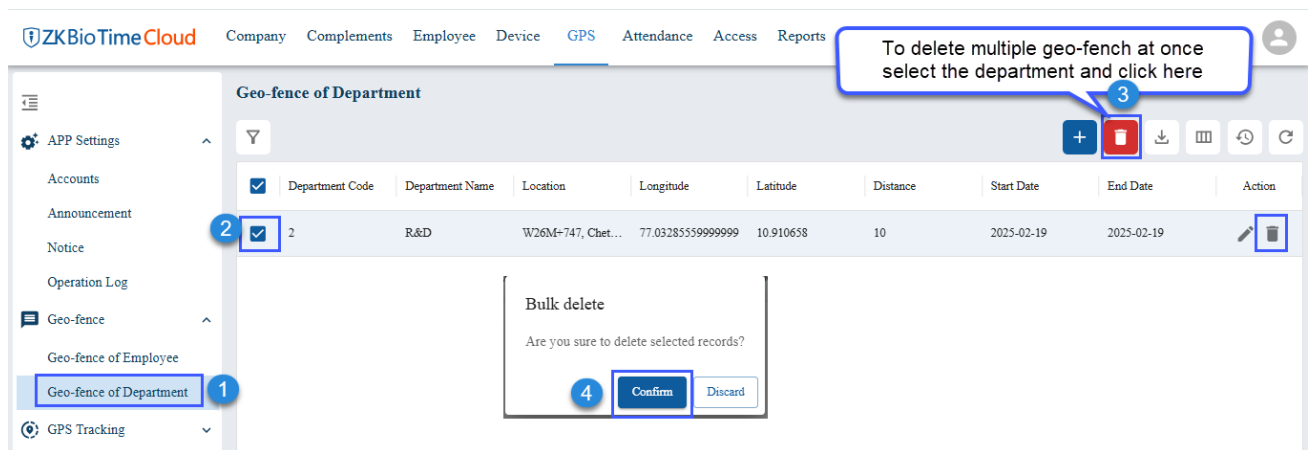 ZKBioTime Cloud
Company Complements Employee Device GPS Attendance Access Reports
To delete multiple geo-fench at once
select the department and click here
3
Geo-fence of Department
APP Settings
Accounts
Announcement
Notice
Operation Log
Geo-fence
Geo-fence of Employee
Geo-fence of Department
1
GPS Tracking
Department Code Department Name Location Longitude Latitude Distance Start Date End Date Action
2
2 R&D W26M+747, Chet... 77.03285559999999 10.910658 10 2025-02-19 2025-02-19
Bulk delete
Are you sure to delete selected records?
4
Confirm Discard